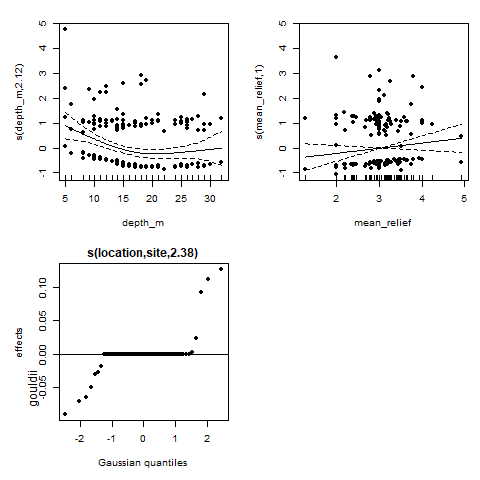 s(depth_m,2.12)
5
4
3
2
1
0
-1
5 10 15 20 25 30
depth_m
s(mean_relief,1)
5
4
3
2
1
0
-1
2 3 4 5
mean_relief
s(location,site,2.38)
gouldii
effects
0.10
0.05
0.00
-0.05
-2 -1 0 1 2
Gaussian quantiles